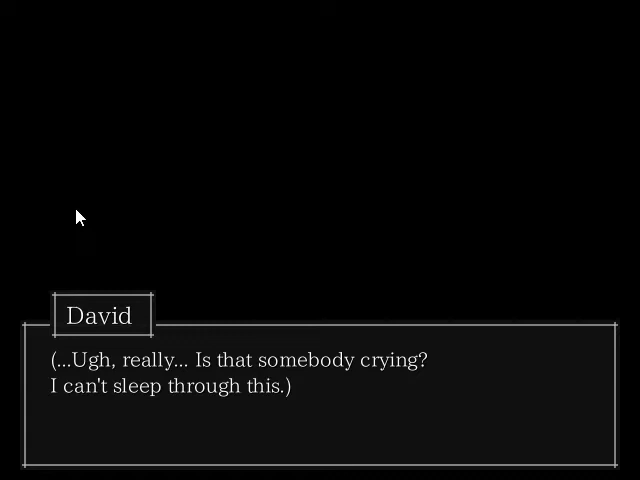 David
(...Ugh, really... Is that somebody crying?
I can't sleep through this.)